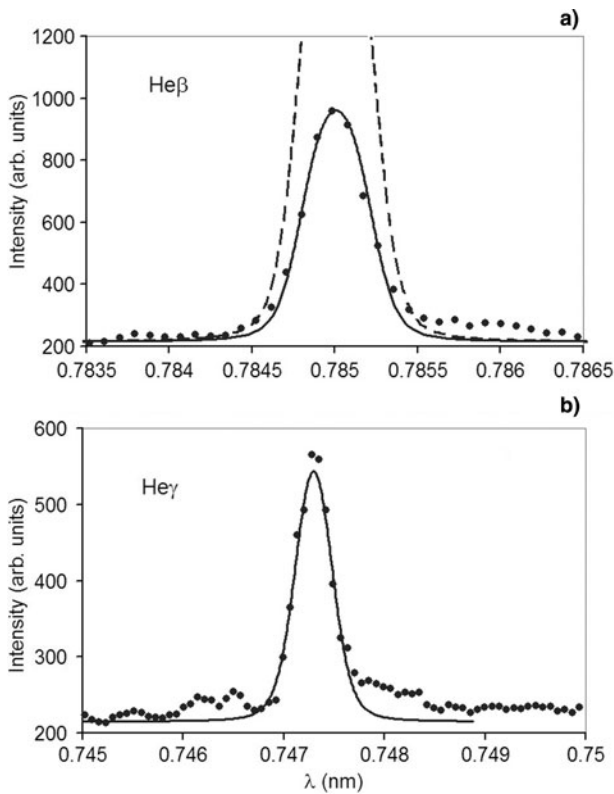 a)
1200
Heβ
1000
Intensity (arb. units)
800
600
400
200
0.7835 0.784 0.7845 0.785 0.7855 0.786 0.7865
b)
600
Heγ
500
Intensity (arb. units)
400
300
200
0.745 0.746 0.747 0.748 0.749 0.75
λ (nm)